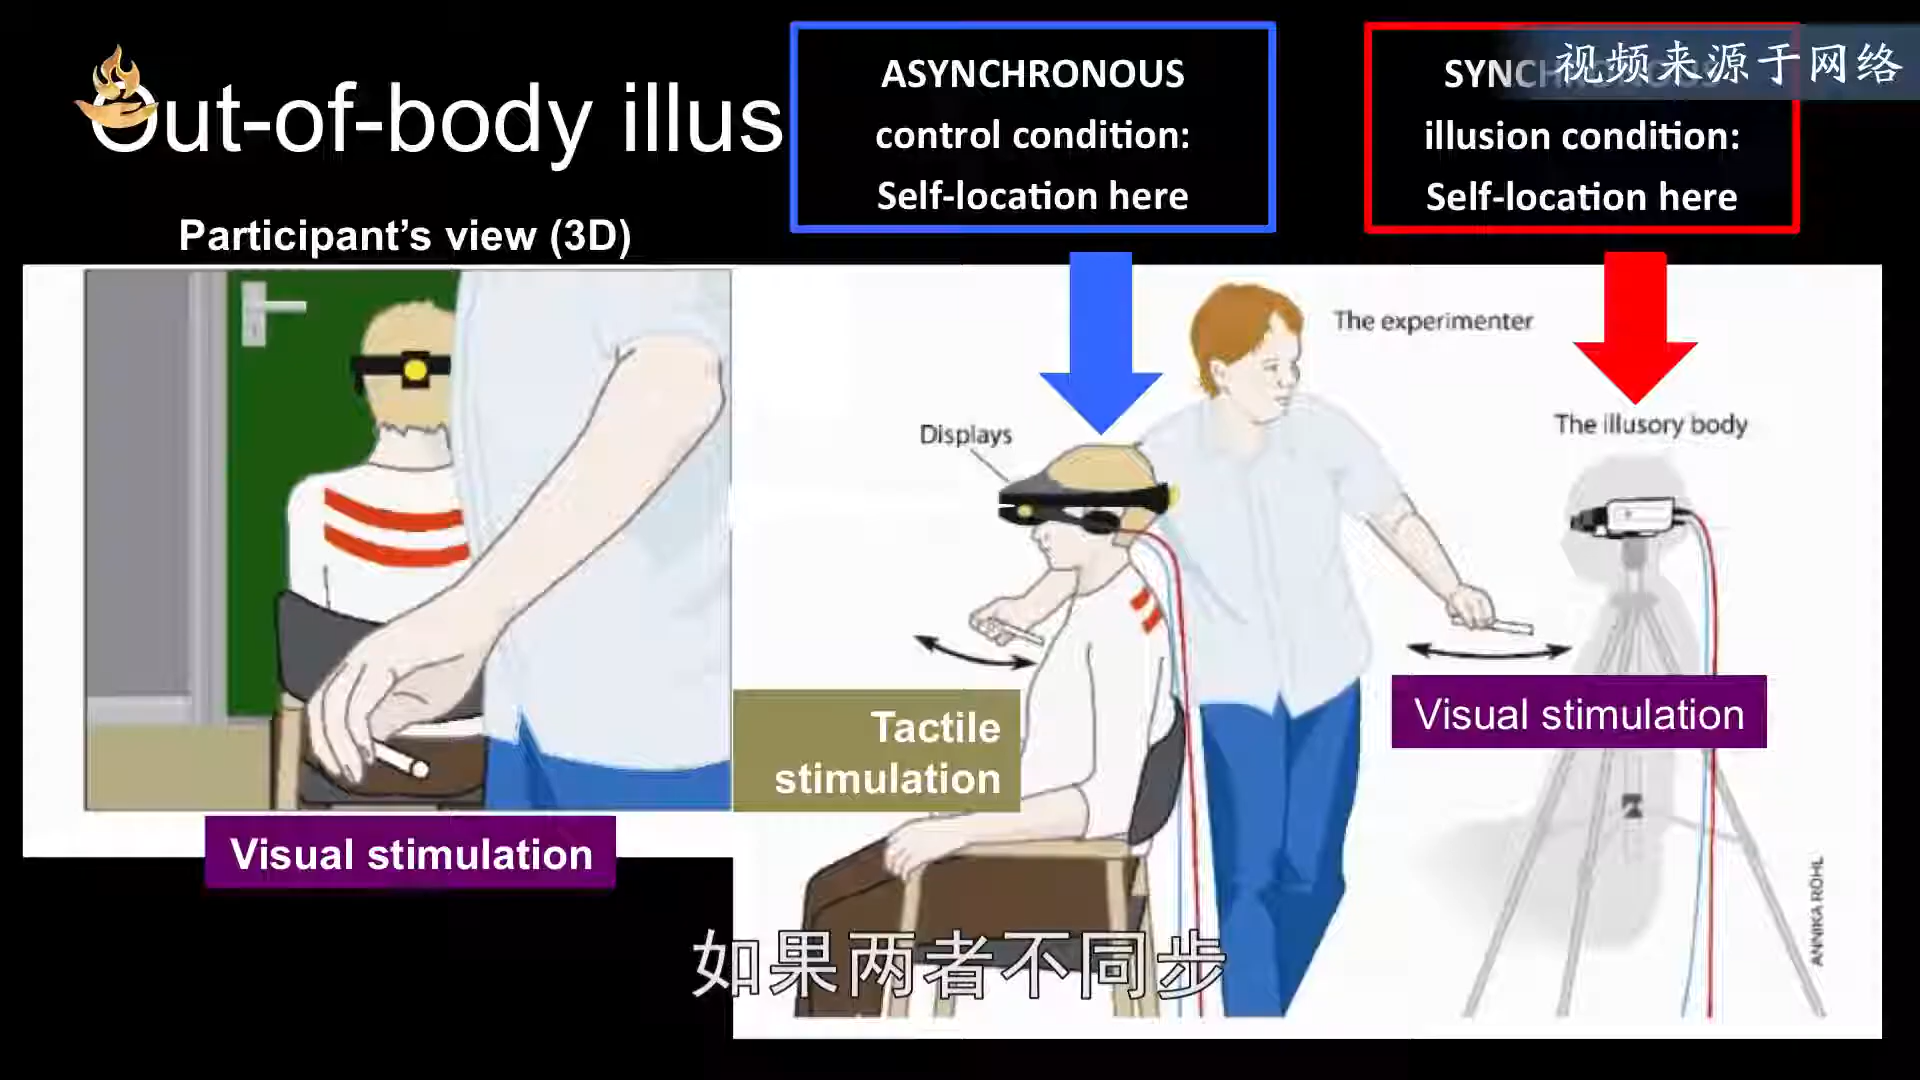 Out-of-body illus
ASYNCHRONOUS
control condition:
Self-location here
SYNCHRONOUS
illusion condition:
Self-location here
视频来源于网络
Participant's view (3D)
The experimenter
Displays
The illusory body
Tactile
stimulation
Visual stimulation
Visual stimulation
ANNIKA RÖHL
如果两者不同步